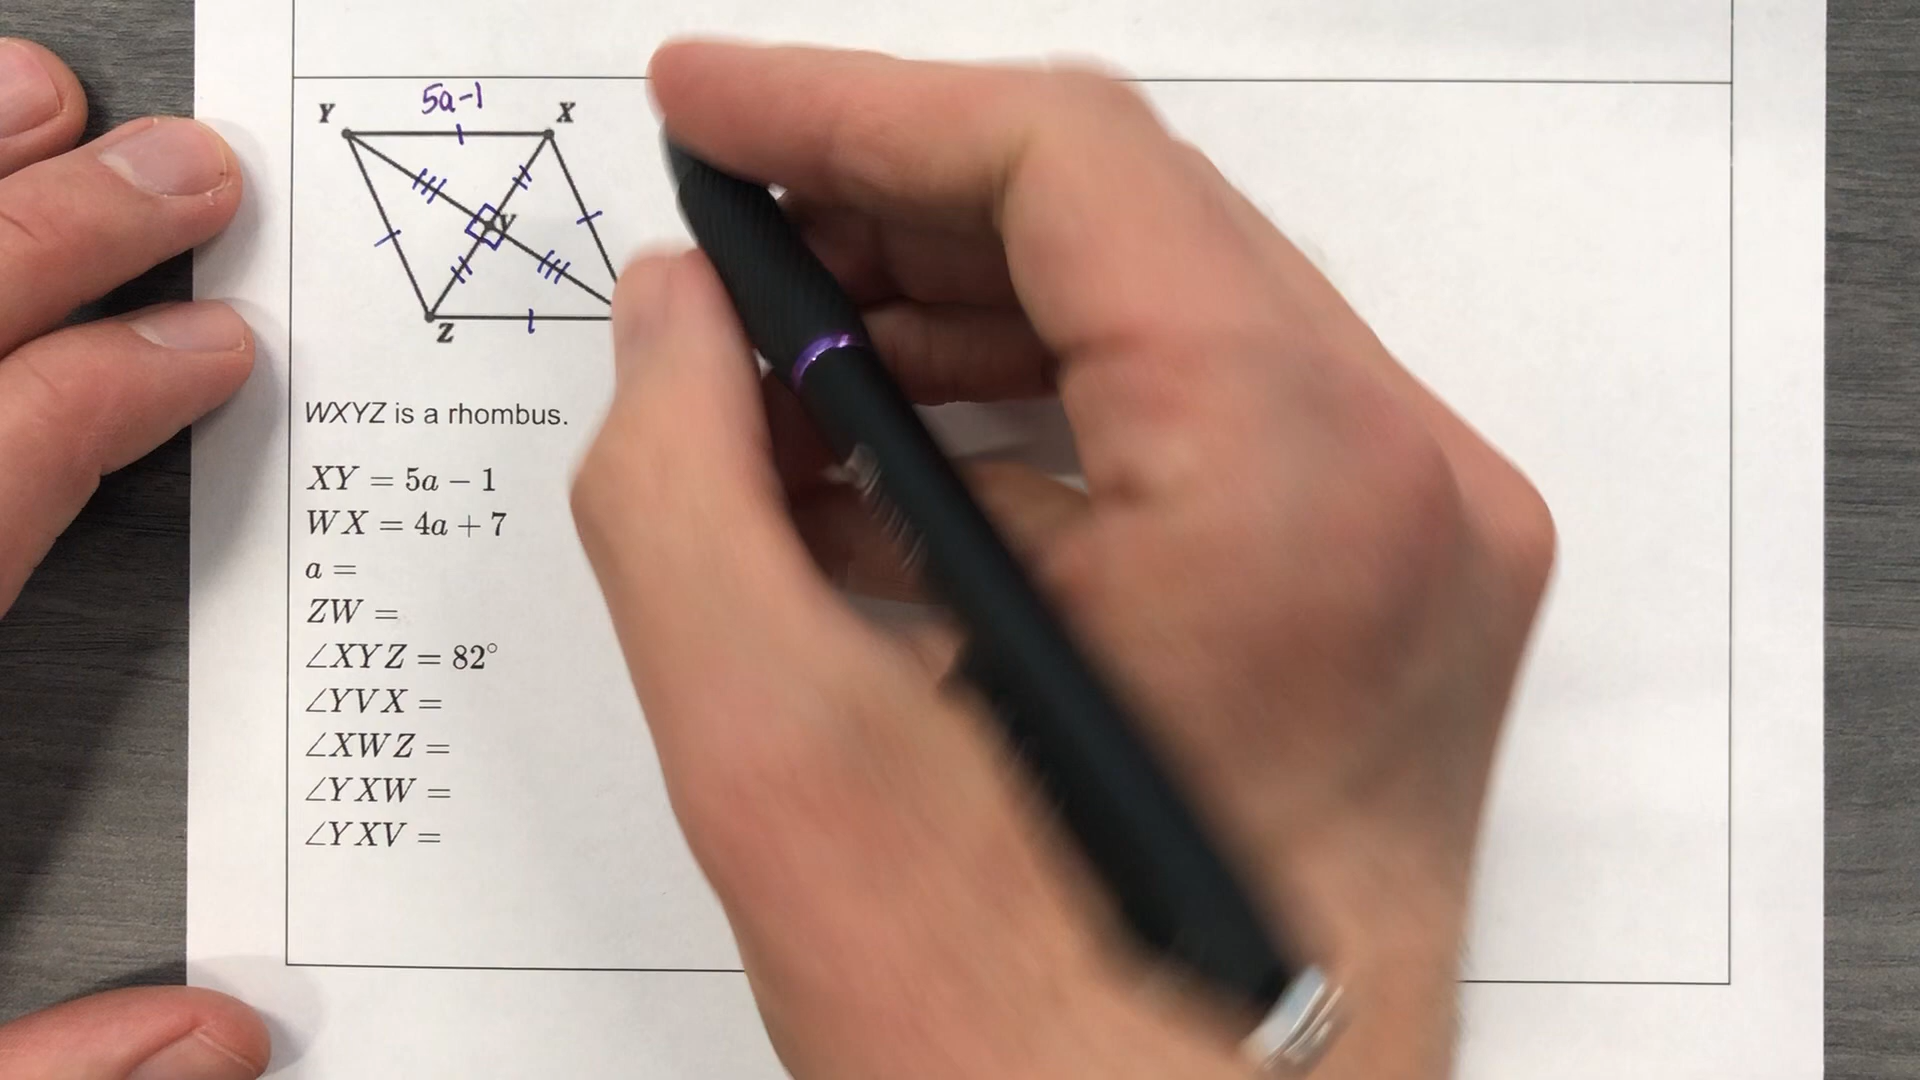 5a-1
Y
X
V
Z
WXYZ is a rhombus.
XY = 5a − 1
WX = 4a + 7
a =
ZW =
∠XYZ = 82°
∠YVX =
∠XWZ =
∠YXW =
∠YXV =